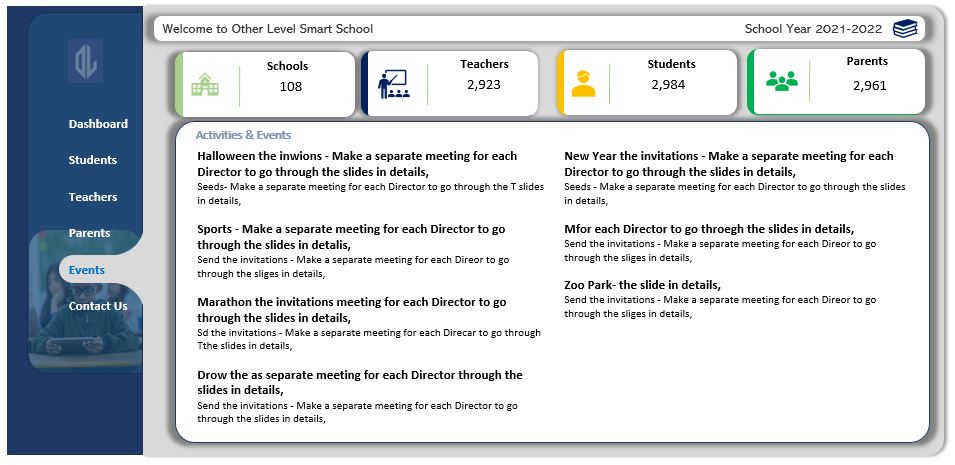 Welcome to Other Level Smart School
School Year 2021-2022
Schools
108
Teachers
2,923
Students
2,984
Parents
2,961
Dashboard
Students
Teachers
Parents
Events
Contact Us
Activities & Events
Halloween the inwions - Make a separate meeting for each
Director to go through the slides in details,
Seeds- Make a separate meeting for each Director to go through the T slides
in details,
Sports - Make a separate meeting for each Director to go
through the slides in details,
Send the invitations - Make a separate meeting for each Direor to go
through the sliges in details,
Marathon the invitations meeting for each Director to go
through the slides in details,
Sd the invitations - Make a separate meeting for each Direcar to go through
Tthe slides in details,
Drow the as separate meeting for each Director through the
slides in details,
Send the invitations - Make a separate meeting for each Director to go
through the slides in details,
New Year the invitations - Make a separate meeting for each
Director to go through the slides in details,
Seeds - Make a separate meeting for each Director to go through the slides
in details,
Mfor each Director to go throegh the slides in details,
Send the invitations - Make a separate meeting for each Direor to go
through the sliges in details,
Zoo Park- the slide in details,
Send the invitations - Make a separate meeting for each Direor to go
through the sliges in details,